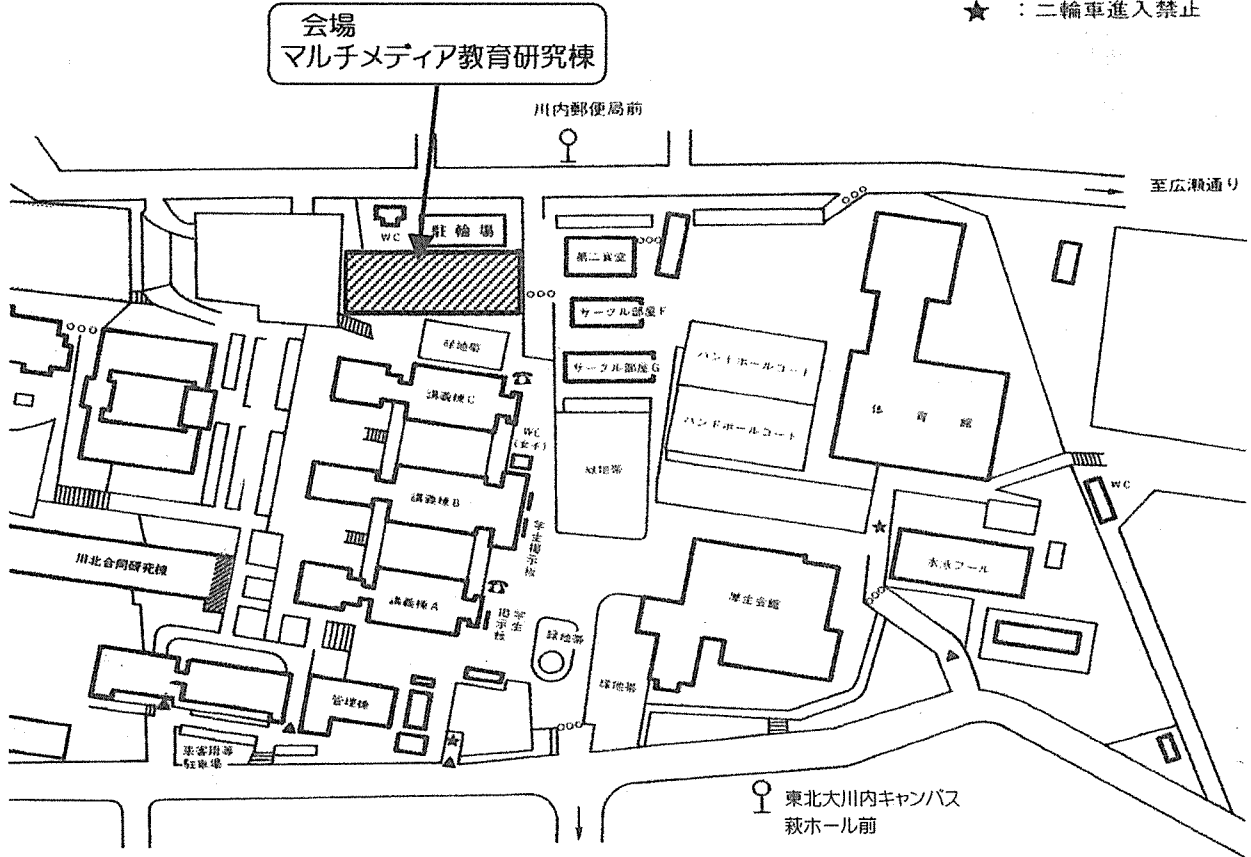 ★ : 二輪車進入禁止
会場
マルチメディア教育研究棟
川内郵便局前
至広瀬通り
WC
駐輪場
第二食堂
サークル部屋F
サークル部屋G
緑地帯
講義棟C
WC
(女子)
ハンドボールコート
ハンドボールコート
体育館
緑地帯
講義棟B
学生掲示板
WC
川北合同研究棟
講義棟A
学生
掲示板
緑地帯
厚生会館
水泳プール
緑地帯
管理棟
来客用等
駐車場
東北大川内キャンパス
萩ホール前